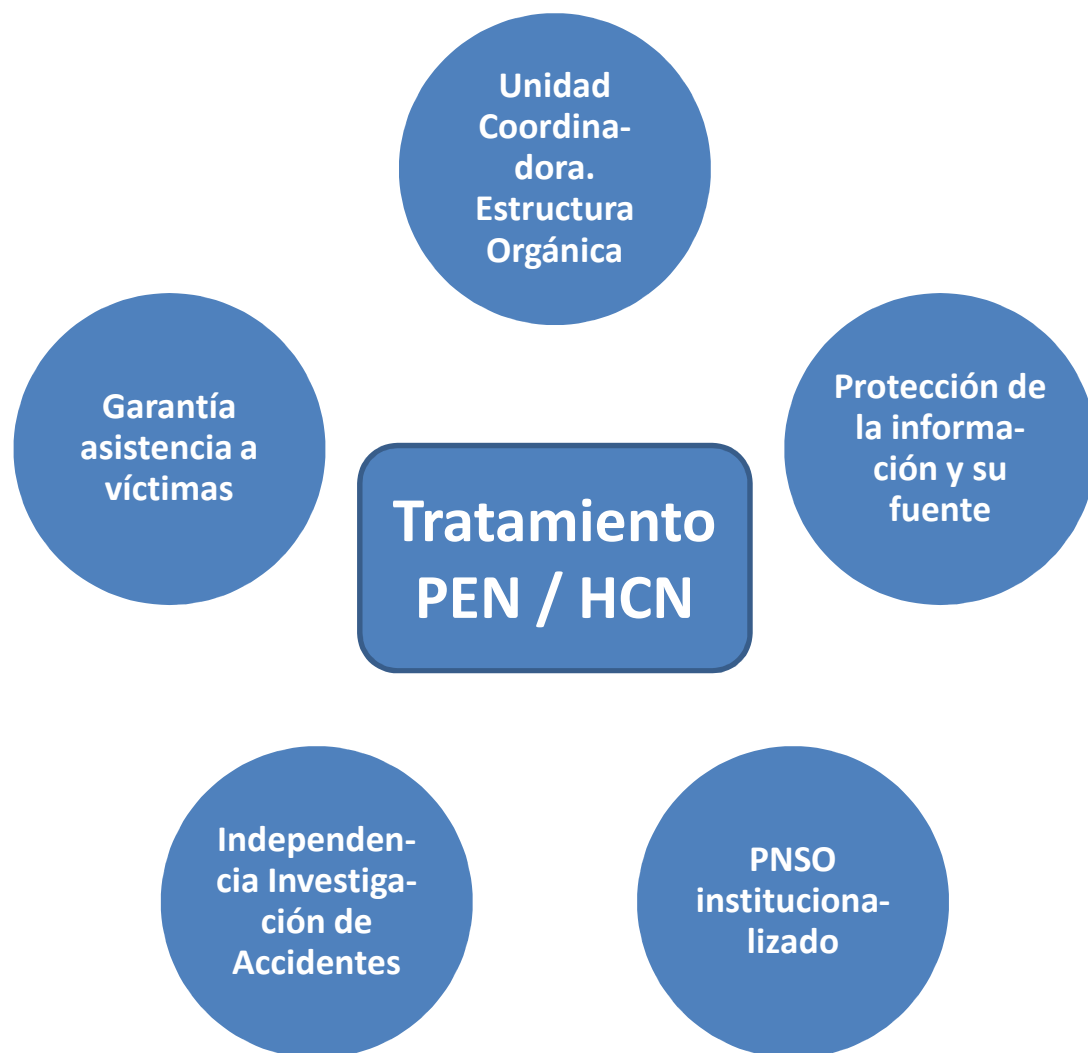 Unidad
Coordina-
dora.
Estructura
Orgánica
Garantía
asistencia a
víctimas
Protección de
la informa-
ción y su
fuente
Tratamiento
PEN / HCN
Independen-
cia Investiga-
ción de
Accidentes
PNSO
instituciona-
lizado